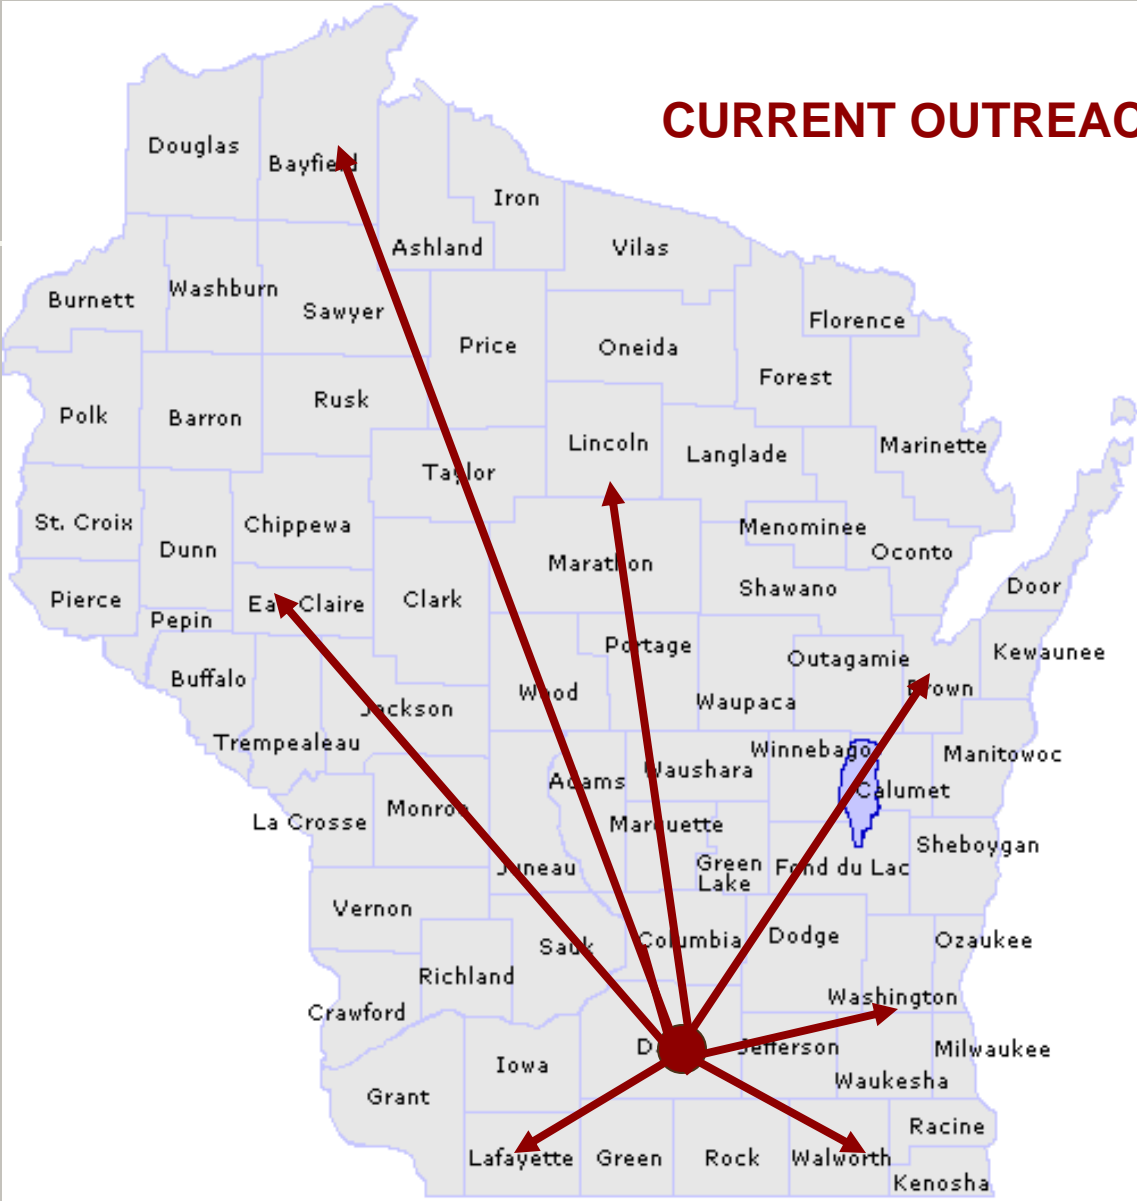 CURRENT OUTREAC
Douglas
Bayfield
Iron
Ashland
Vilas
Burnett
Washburn
Sawyer
Florence
Price
Oneida
Forest
Polk
Barron
Rusk
Lincoln
Langlade
Marinette
Taylor
St. Croix
Chippewa
Menominee
Dunn
Marathon
Oconto
Pierce
Eau Claire
Clark
Shawano
Door
Pepin
Portage
Outagamie
Kewaunee
Buffalo
Wood
Waupaca
Brown
Jackson
Trempealeau
Winnebago
Manitowoc
Waushara
Adams
Calumet
La Crosse
Monroe
Marquette
Sheboygan
Juneau
Green
Lake
Fond du Lac
Vernon
Sauk
Columbia
Dodge
Ozaukee
Richland
Washington
Crawford
D
Jefferson
Milwaukee
Iowa
Waukesha
Grant
Racine
Lafayette
Green
Rock
Walworth
Kenosha